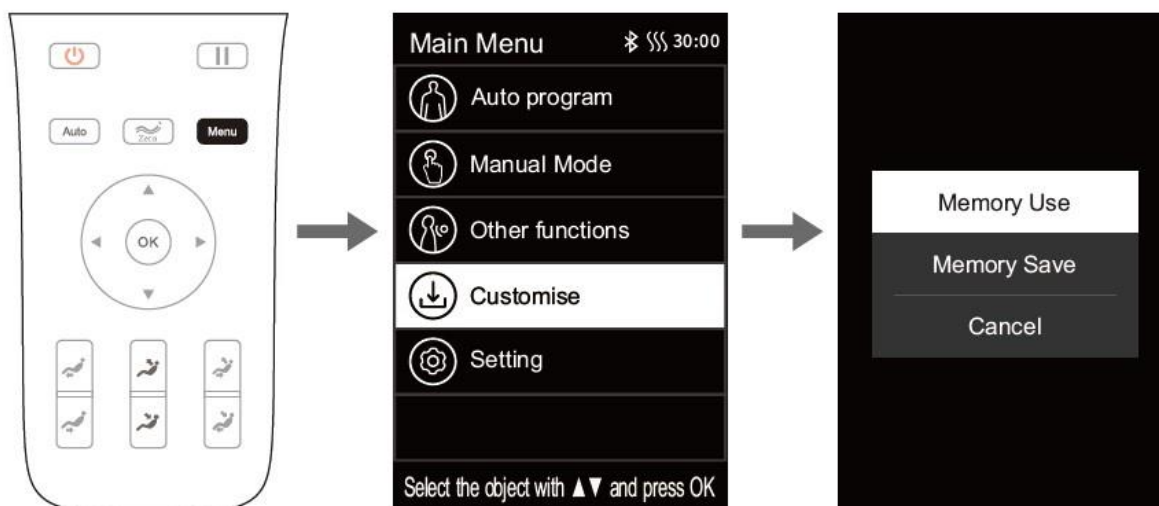 Auto
Zero
Menu
OK
Main Menu 30:00
Auto program
Manual Mode
Other functions
Customise
Setting
Select the object with ▲▼ and press OK
Memory Use
Memory Save
Cancel